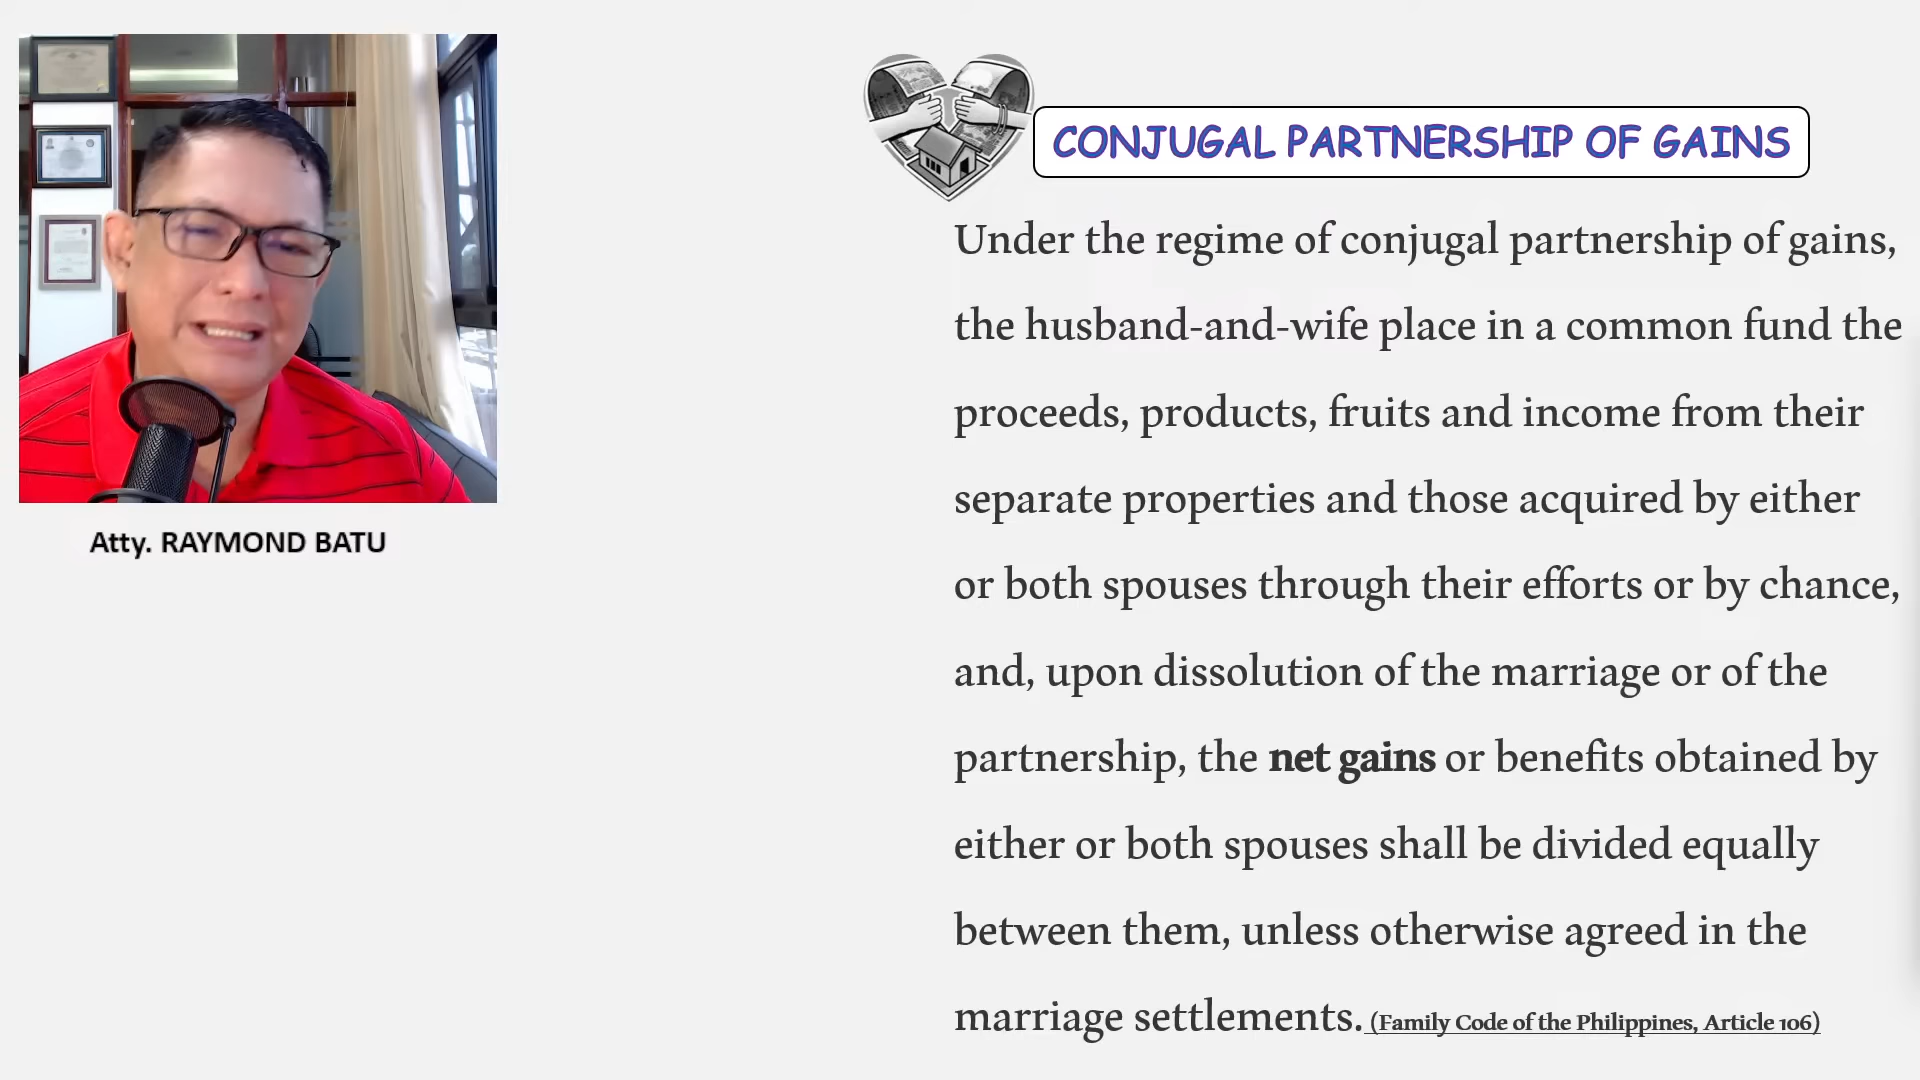 CONJUGAL PARTNERSHIP OF GAINS
Under the regime of conjugal partnership of gains,
the husband-and-wife place in a common fund the
proceeds, products, fruits and income from their
separate properties and those acquired by either
or both spouses through their efforts or by chance,
and, upon dissolution of the marriage or of the
partnership, the net gains or benefits obtained by
either or both spouses shall be divided equally
between them, unless otherwise agreed in the
marriage settlements. (Family Code of the Philippines, Article 106)
Atty. RAYMOND BATU